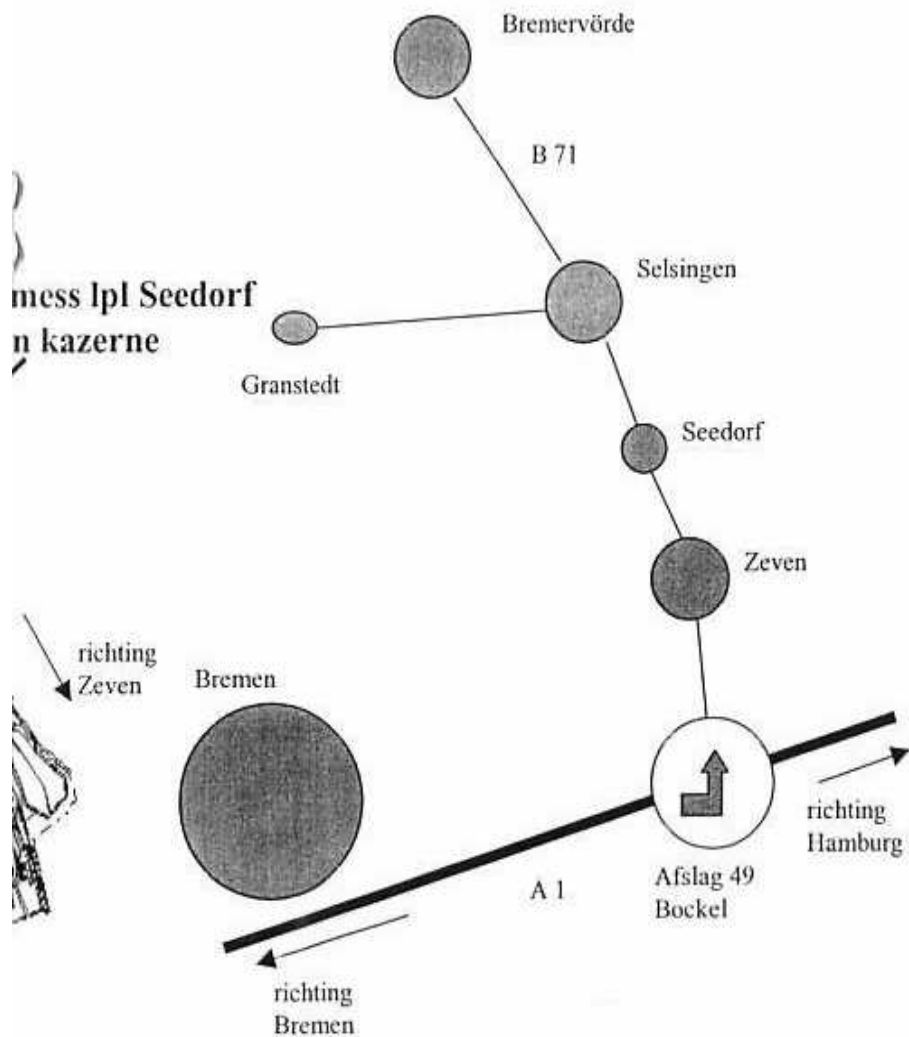 Bremervörde
B 71
Selsingen
mess lpl Seedorf
n kazerne
Granstedt
Seedorf
Zeven
richting
Zeven
Bremen
richting
Hamburg
A 1
Afslag 49
Bockel
richting
Bremen